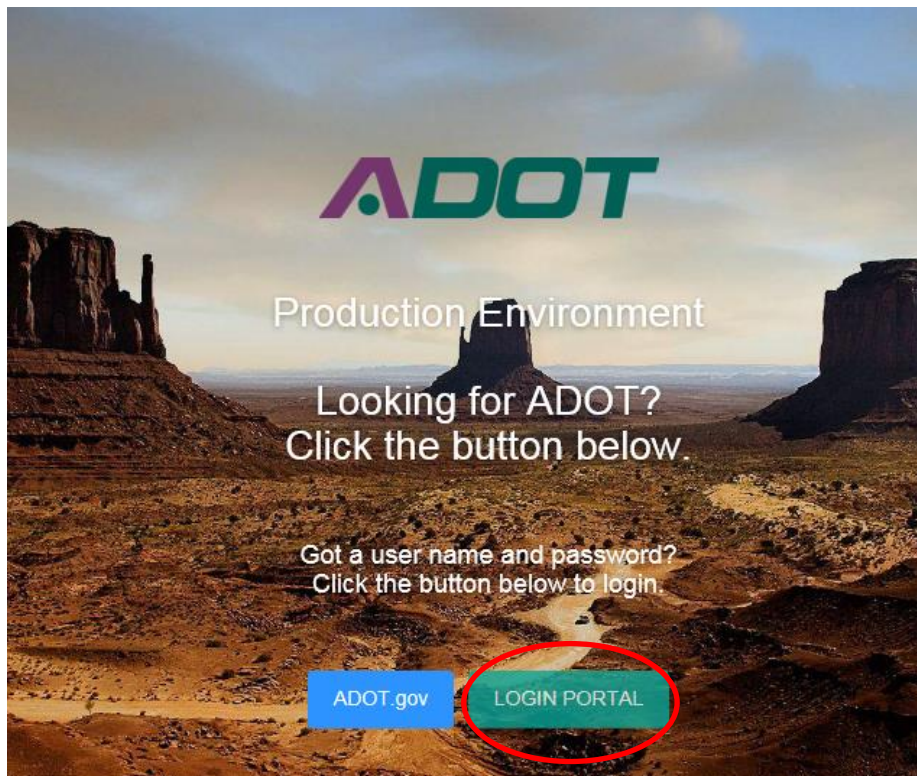 ADOT
Production Environment
Looking for ADOT?
Click the button below.
Got a user name and password?
Click the button below to login.
ADOT.gov
LOGIN PORTAL